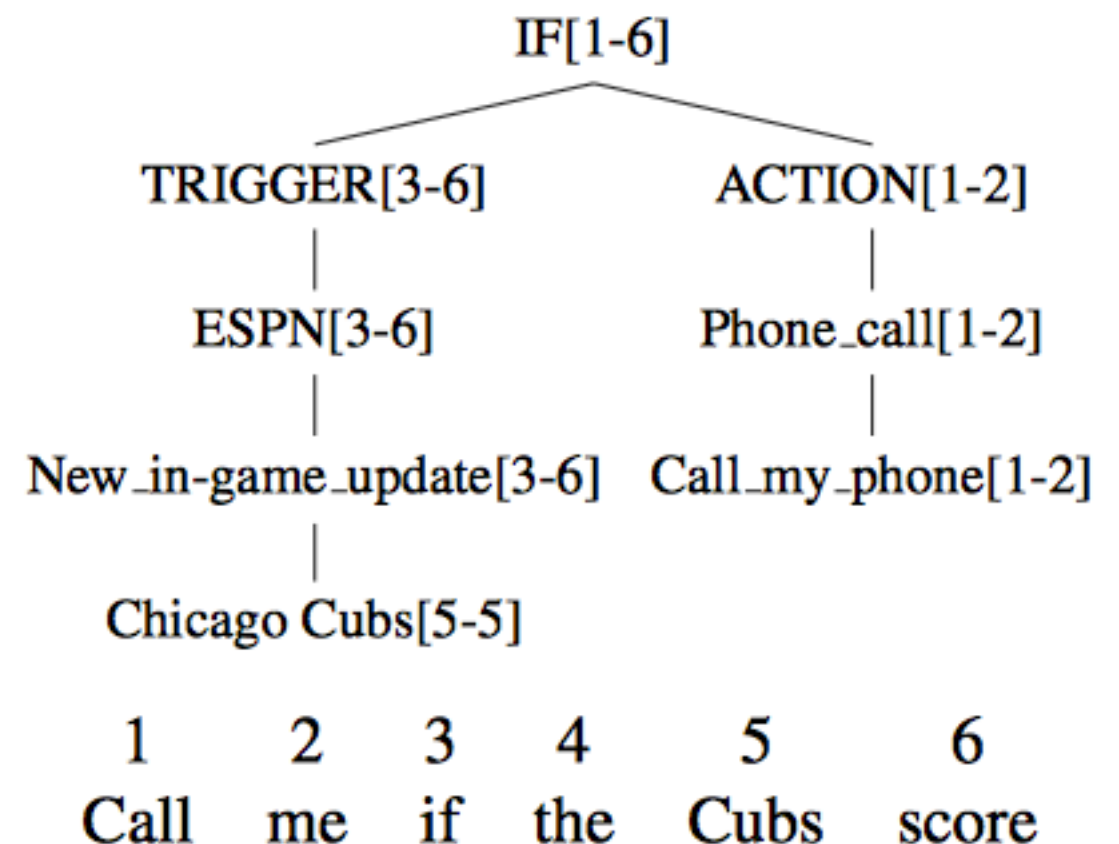 IF[1-6]
TRIGGER[3-6] ACTION[1-2]
ESPN[3-6] Phone_call[1-2]
New_in-game_update[3-6] Call_my_phone[1-2]
Chicago Cubs[5-5]
1 2 3 4 5 6
Call me if the Cubs score